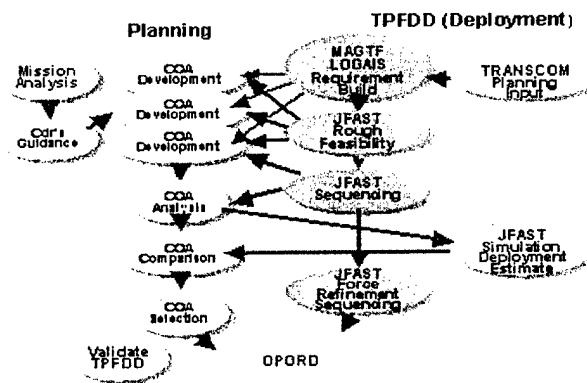 TPFDD (Deployment)
Planning
Mission
Analysis
Cdr's
Guidance
COA
Development
COA
Development
COA
Development
COA
Analysis
COA
Comparison
COA
Selection
Validate
TPFDD
MAGTF
LOGAIS
Requirement
Build
JFAST
Rough
Feasibility
JFAST
Sequencing
JFAST
Force
Refinement
Sequencing
OPORD
TRANSCOM
Planning
Input
JFAST
Simulation
Deployment
Estimate